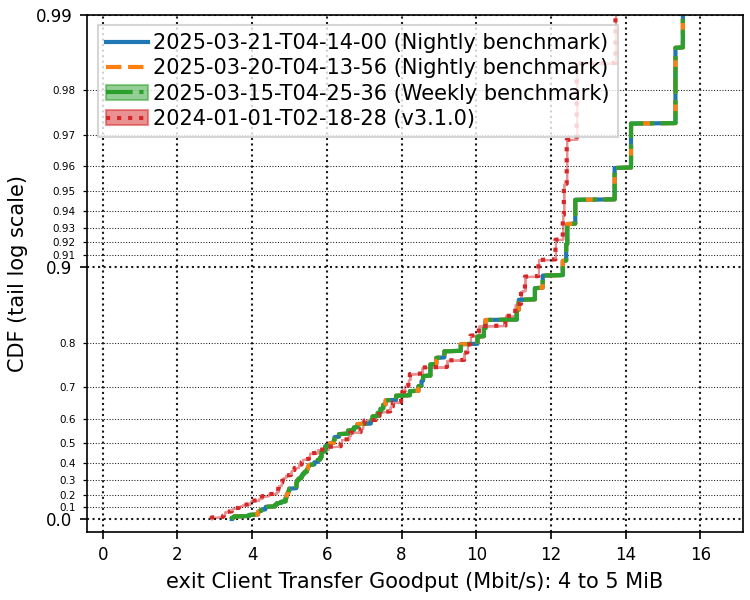 2025-03-21-T04-14-00 (Nightly benchmark)
2025-03-20-T04-13-56 (Nightly benchmark)
2025-03-15-T04-25-36 (Weekly benchmark)
2024-01-01-T02-18-28 (v3.1.0)
CDF (tail log scale)
0.99
0.98
0.97
0.96
0.95
0.94
0.93
0.92
0.91
0.9
0.8
0.7
0.6
0.5
0.4
0.3
0.2
0.1
0.0
0 2 4 6 8 10 12 14 16
exit Client Transfer Goodput (Mbit/s): 4 to 5 MiB